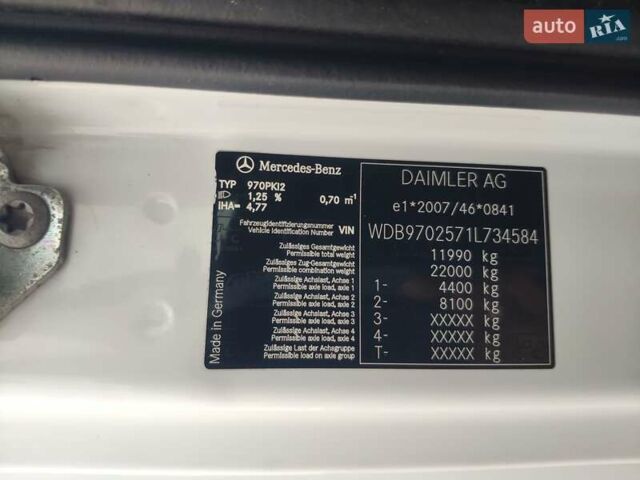 auto RIA.com
Mercedes-Benz
TYP 970PKI2
1,25 % 0,70 m⁻¹
IHA= 4,77
Fahrzeugidentifizierungsnummer
Vehicle Identification Number VIN
Zulässiges Gesamtgewicht
Permissible total weight
Zulässiges Zug-Gesamtgewicht
Permissible combination weight
Zulässige Achslast, Achse 1
Permissible axle load, axle 1
Zulässige Achslast, Achse 2
Permissible axle load, axle 2
Zulässige Achslast, Achse 3
Permissible axle load, axle 3
Zulässige Achslast, Achse 4
Permissible axle load, axle 4
Zulässige Last der Achsgruppe
Permissible load on axle group
Made in Germany
DAIMLER AG
e1*2007/46*0841
WDB9702571L734584
11990 kg
22000 kg
1- 4400 kg
2- 8100 kg
3- XXXXX kg
4- XXXXX kg
T- XXXXX kg